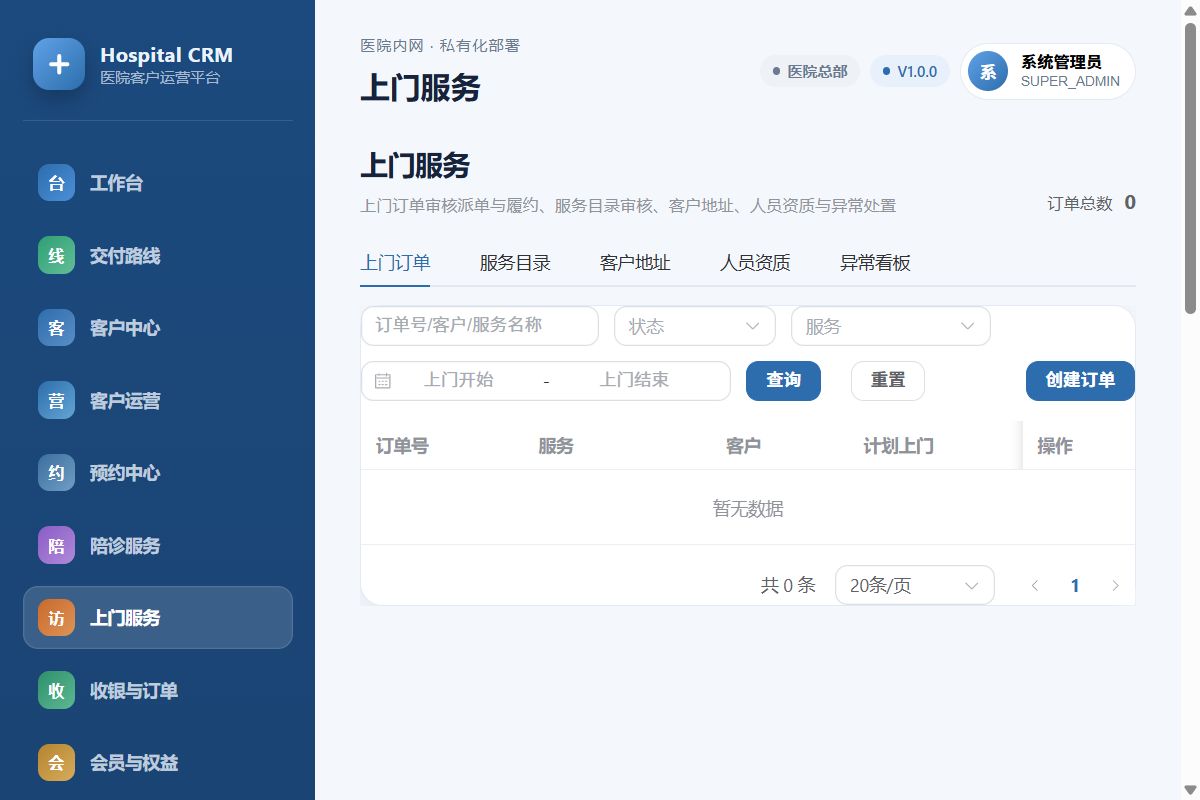 Hospital CRM
医院客户运营平台
台 工作台
线 交付路线
客 客户中心
营 客户运营
约 预约中心
陪 陪诊服务
访 上门服务
收 收银与订单
会 会员与权益
医院内网 · 私有化部署
上门服务
医院总部
V1.0.0
系
系统管理员
SUPER_ADMIN
上门服务
上门订单审核派单与履约、服务目录审核、客户地址、人员资质与异常处置
订单总数 0
上门订单 服务目录 客户地址 人员资质 异常看板
订单号/客户/服务名称 状态 服务
上门开始 - 上门结束 查询 重置 创建订单
订单号 服务 客户 计划上门 操作
暂无数据
共 0 条 20条/页 1